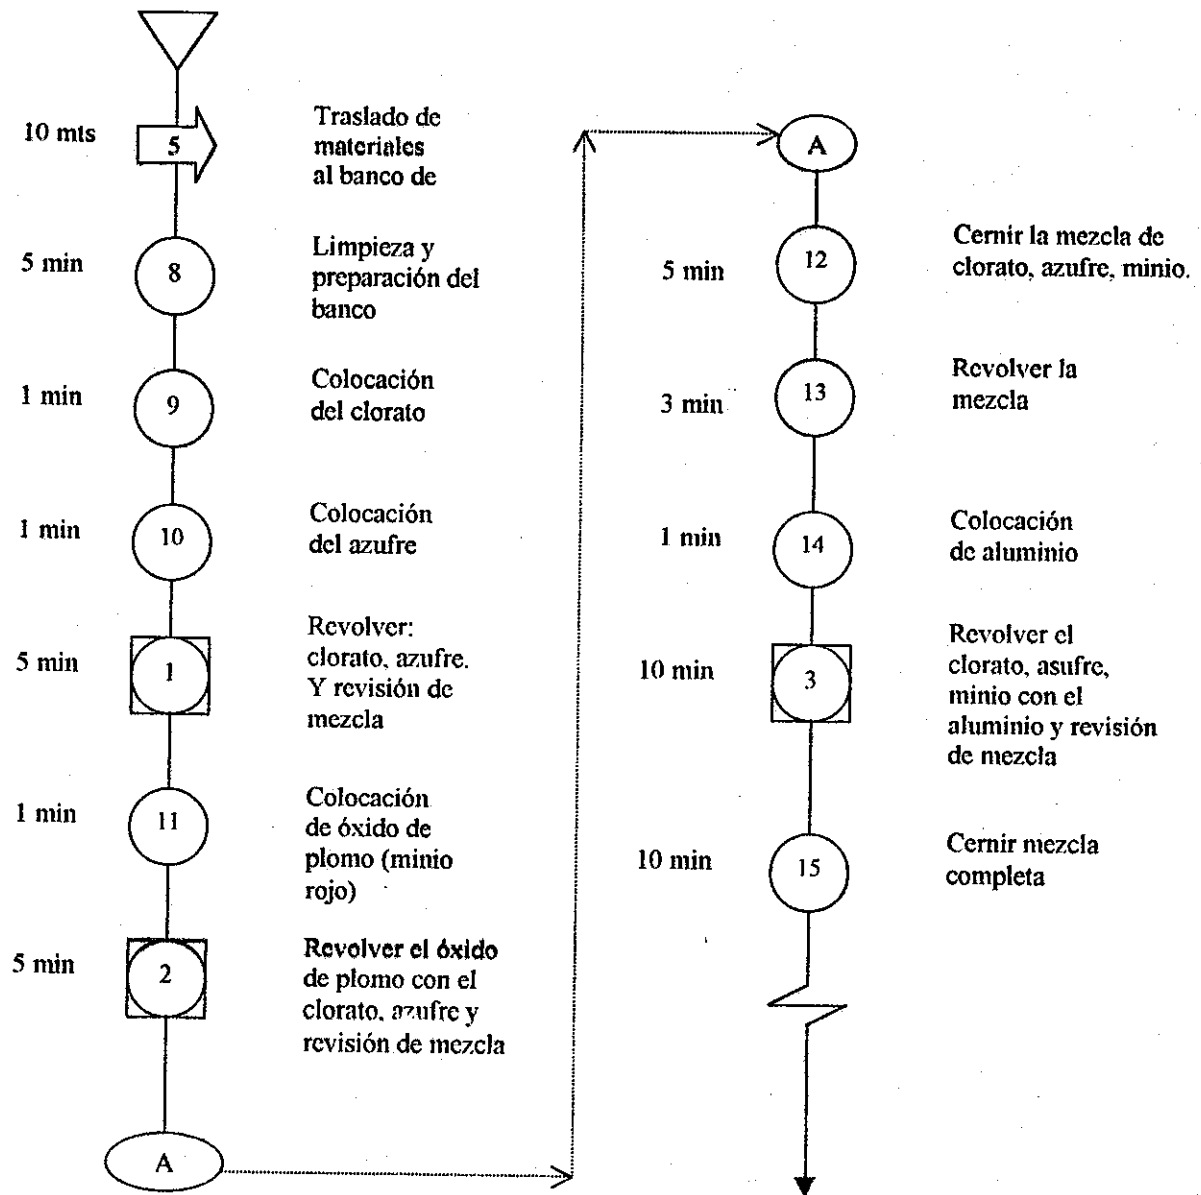 10 mts
5
Traslado de
materiales
al banco de
5 min
8
Limpieza y
preparación del
banco
1 min
9
Colocación
del clorato
1 min
10
Colocación
del azufre
5 min
1
Revolver:
clorato, azufre.
Y revisión de
mezcla
1 min
11
Colocación
de óxido de
plomo (minio
rojo)
5 min
2
Revolver el óxido
de plomo con el
clorato, azufre y
revisión de mezcla
A
A
5 min
12
Cernir la mezcla de
clorato, azufre, minio.
3 min
13
Revolver la
mezcla
1 min
14
Colocación
de aluminio
10 min
3
Revolver el
clorato, asufre,
minio con el
aluminio y revisión
de mezcla
10 min
15
Cernir mezcla
completa